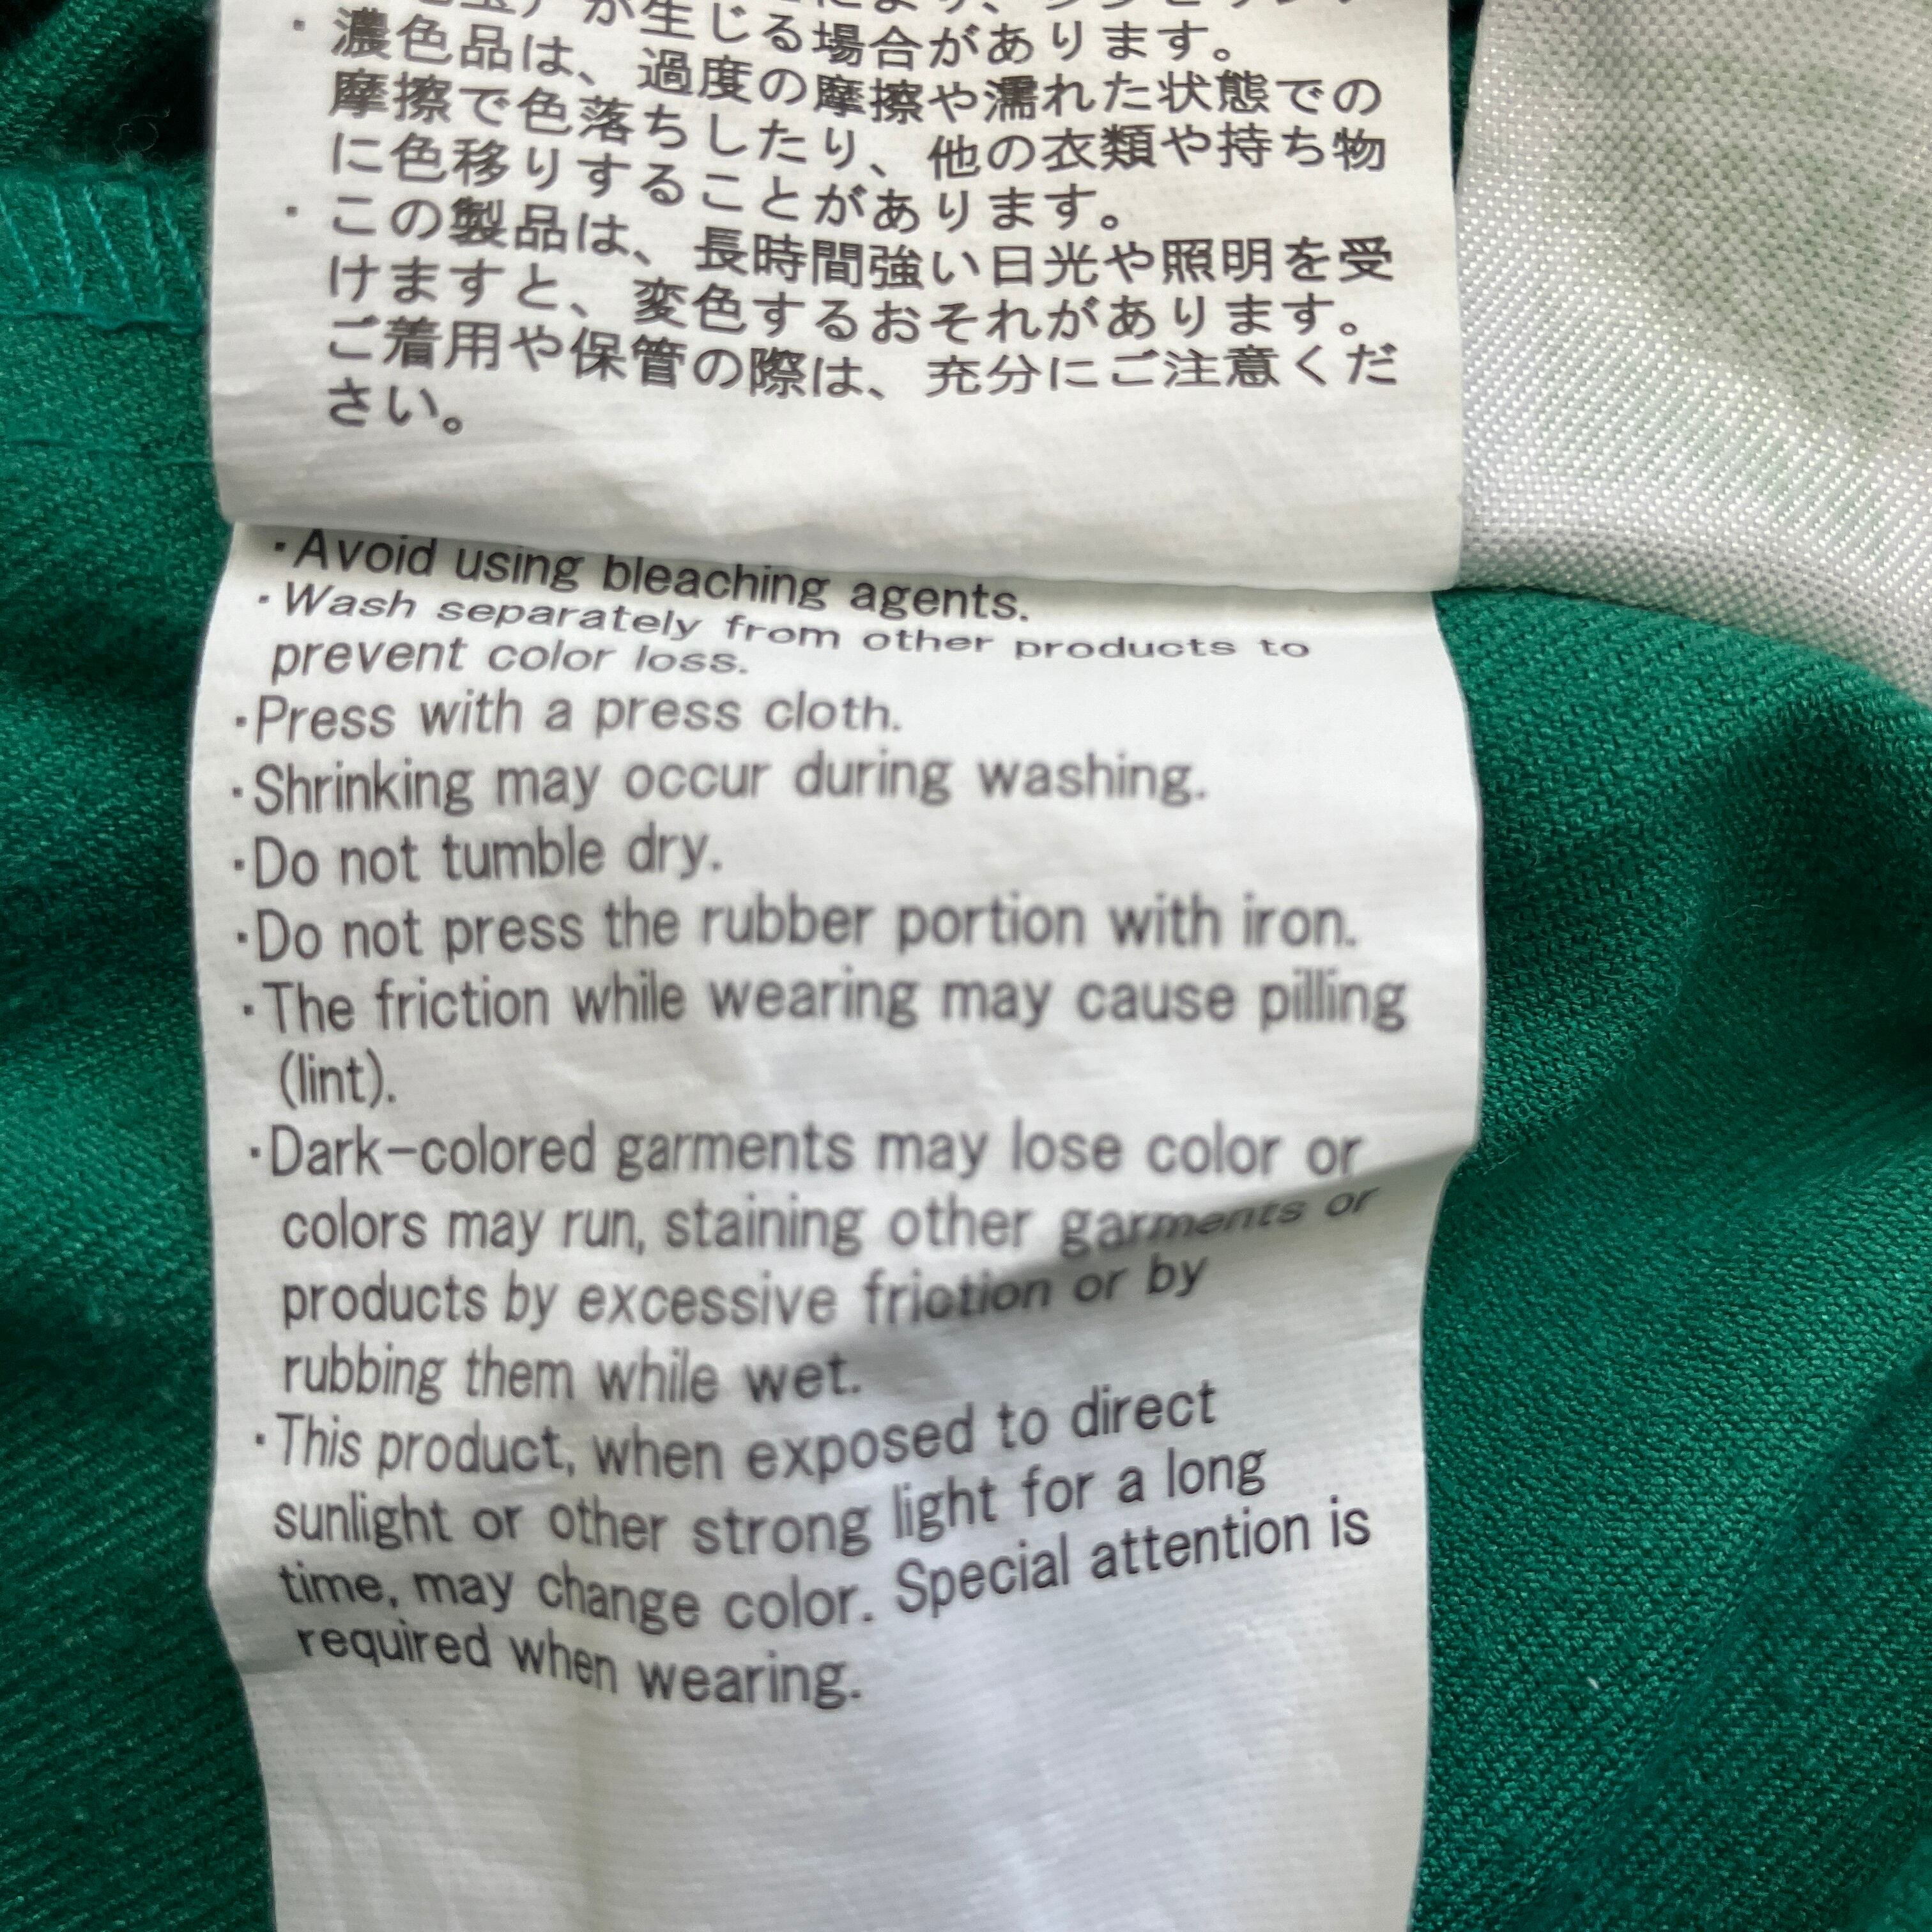 が生じる場合があります。
・濃色品は、過度の摩擦や濡れた状態での
摩擦で色落ちしたり、他の衣類や持ち物
に色移りすることがあります。
・この製品は、長時間強い日光や照明を受
けますと、変色するおそれがあります。
ご着用や保管の際は、充分にご注意くだ
さい。
・Avoid using bleaching agents.
・Wash separately from other products to
prevent color loss.
・Press with a press cloth.
・Shrinking may occur during washing.
・Do not tumble dry.
・Do not press the rubber portion with iron.
・The friction while wearing may cause pilling
(lint).
・Dark-colored garments may lose color or
colors may run, staining other garments or
products by excessive friction or by
rubbing them while wet.
・This product, when exposed to direct
sunlight or other strong light for a long
time, may change color. Special attention is
required when wearing.